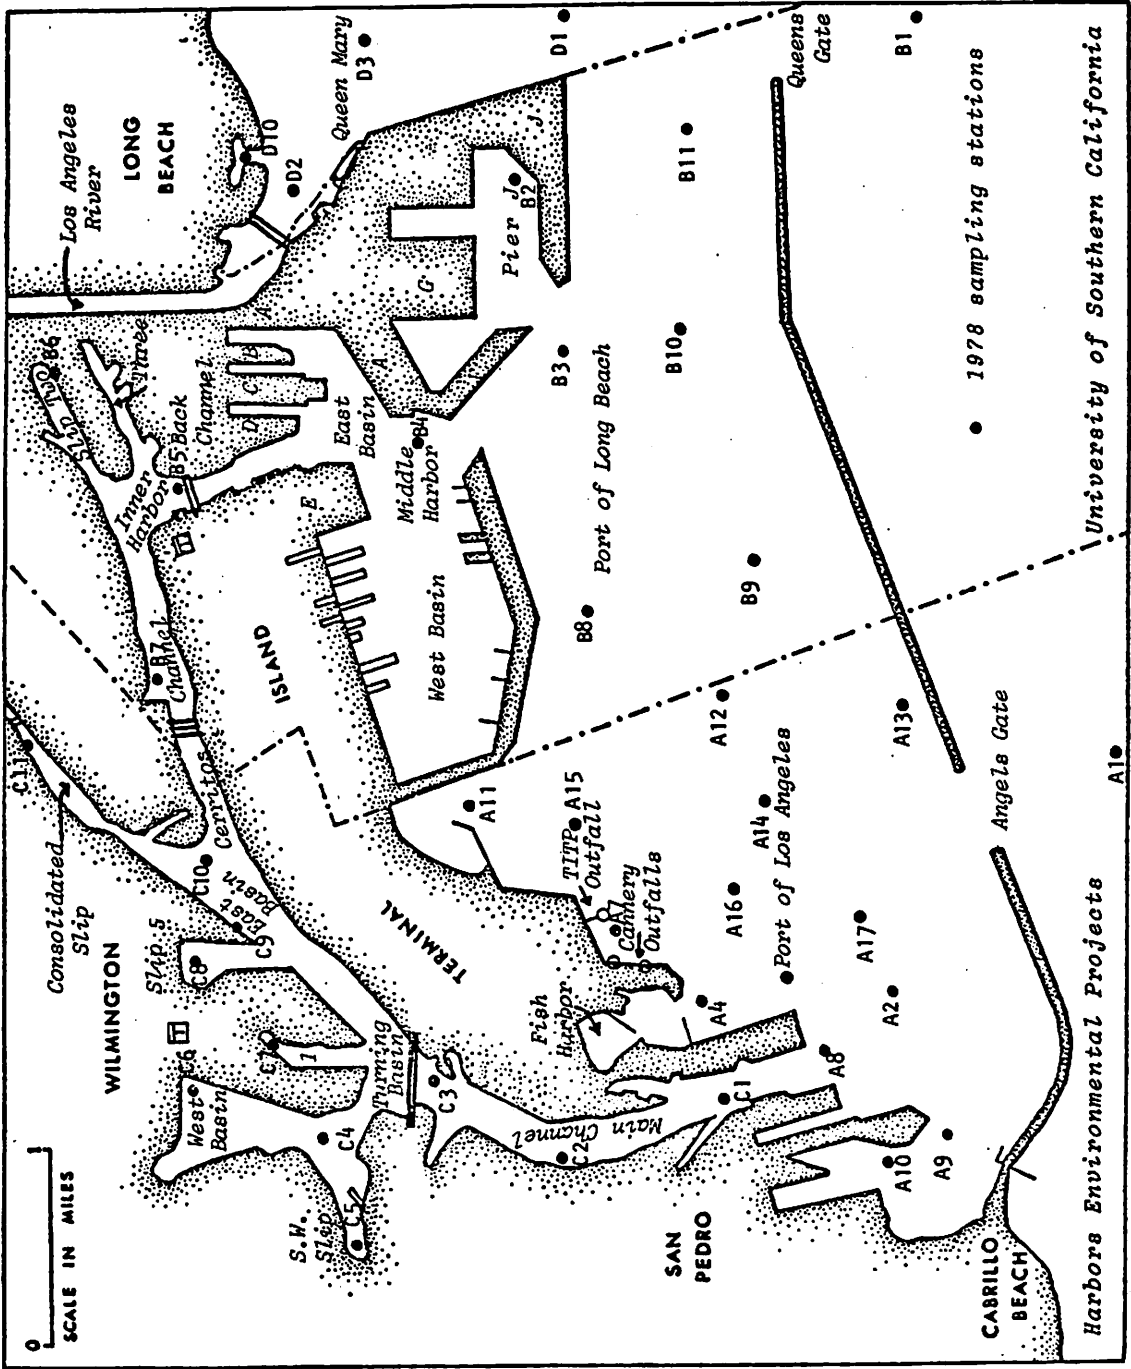 Los Angeles
River
LONG
BEACH
D10
D2
Queen Mary
D3
D1
Queens
Gate
B1
B11
J.
Pier J
B2
G
A
A
B
C
D
E
B6
Slip Two
Three
Back
Channel
B5
Inner
Harbor
East
Basin
B4
Middle
Harbor
B3
B10
Port of Long Beach
1978 sampling stations
University of Southern California
West Basin
B8
B9
B7
Channel
Cerritos
TERMINAL
ISLAND
C11
Consolidated
Slip
C10
East
Basin
C9
Slip 5
C8
WILMINGTON
C7
1
C6
West
Basin
Turning
Basin
C4
C5
S.W.
Slip
C3
C2
Main Channel
C1
Fish
Harbor
TITP
Outfall
A7
Cannery
Outfalls
A11
A15
A12
A13
A14
Port of Los Angeles
A16
A17
A4
A2
A8
A10
A9
A1
Angels Gate
SAN
PEDRO
CABRILLO
BEACH
0
1
SCALE IN MILES
Harbors Environmental Projects